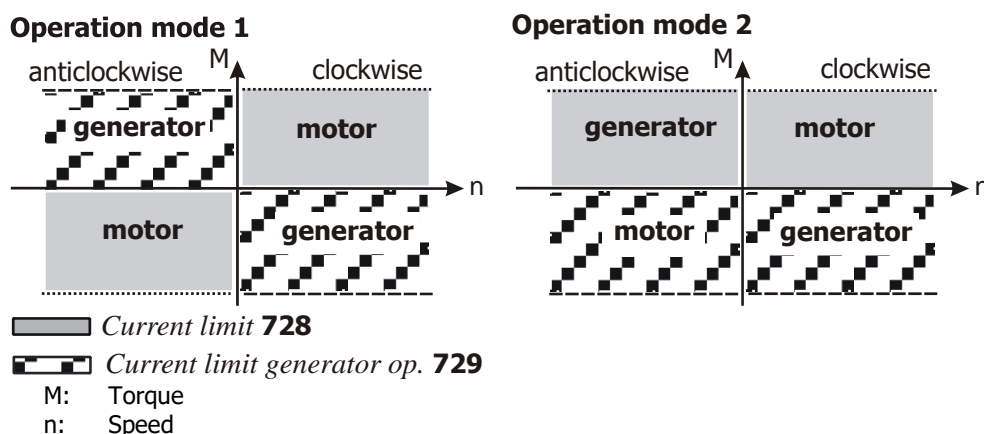 Operation mode 1
Operation mode 2
M
anticlockwise
clockwise
generator
motor
n
motor
generator
M
anticlockwise
clockwise
generator
motor
n
motor
generator
Current limit 728
Current limit generator op. 729
M: Torque
n: Speed